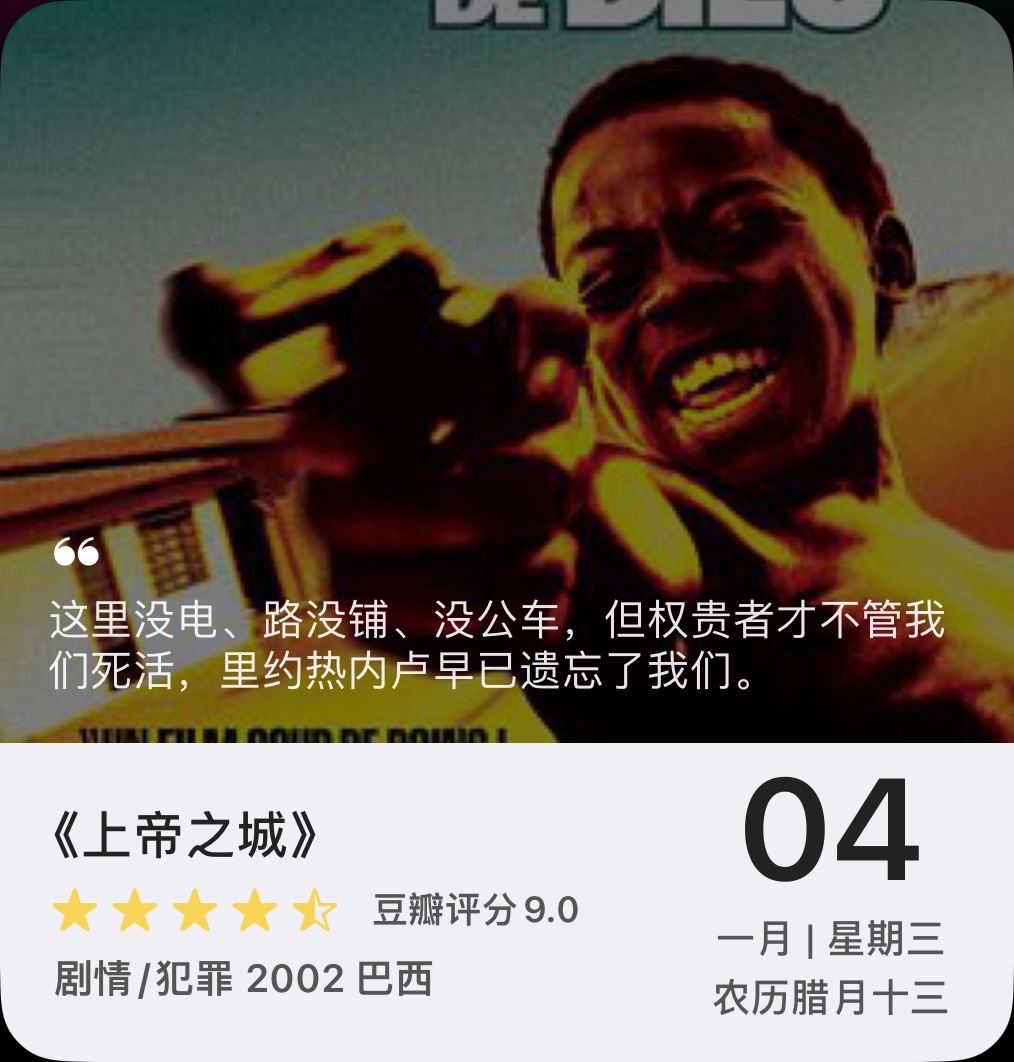 DE DIEU
“
这里没电、路没铺、没公车，但权贵者才不管我
们死活，里约热内卢早已遗忘了我们。
《上帝之城》
豆瓣评分 9.0
剧情/犯罪 2002 巴西
04
一月 | 星期三
农历腊月十三